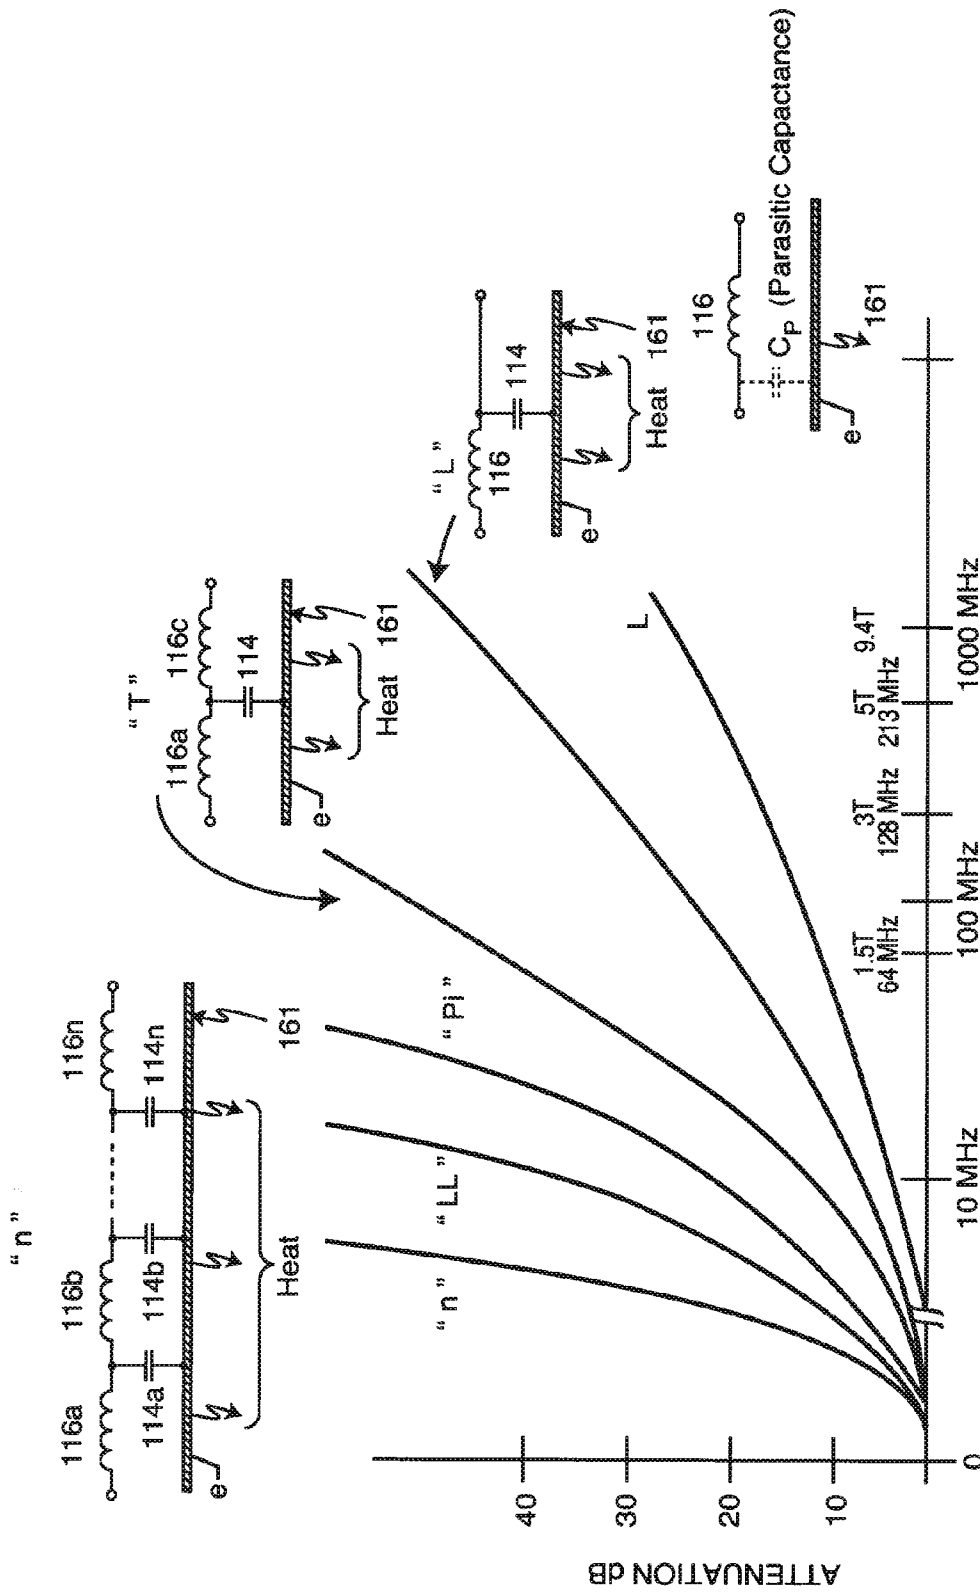 “ n ”
116a
116b
116n
114a
114b
114n
e
161
Heat
“ T ”
116a
116c
114
e
161
Heat
“ L ”
116
114
e
161
Heat
116
CP (Parasitic Capactance)
e
161
“ n ”
“ LL ”
“ Pi ”
L
ATTENUATION dB
40
30
20
10
0
1.5T
64 MHz
3T
128 MHz
5T
213 MHz
9.4T
10 MHz
100 MHz
1000 MHz